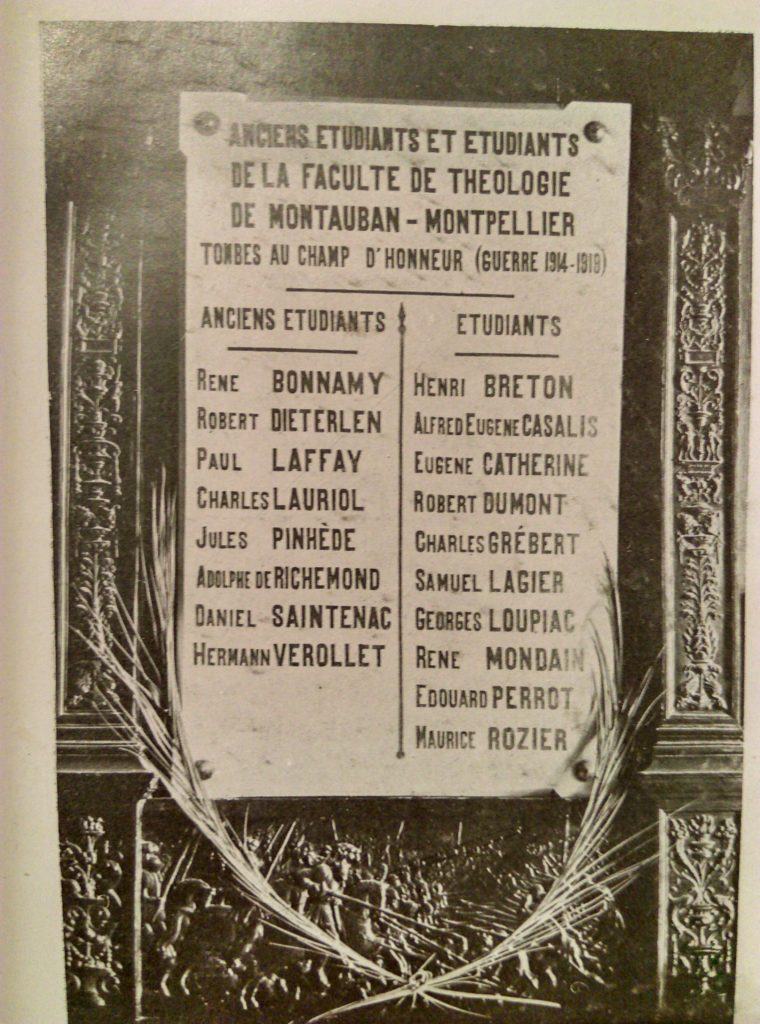 ANCIENS ETUDIANTS ET ETUDIANTS
DE LA FACULTE DE THEOLOGIE
DE MONTAUBAN - MONTPELLIER
TOMBES AU CHAMP D'HONNEUR (GUERRE 1914-1918)
ANCIENS ETUDIANTS
RENE BONNAMY
ROBERT DIETERLEN
PAUL LAFFAY
CHARLES LAURIOL
JULES PINHÈDE
ADOLPHE DE RICHEMOND
DANIEL SAINTENAC
HERMANN VEROLLET
ETUDIANTS
HENRI BRETON
ALFRED EUGENE CASALIS
EUGENE CATHERINE
ROBERT DUMONT
CHARLES GRÉBERT
SAMUEL LAGIER
GEORGES LOUPIAC
RENE MONDAIN
EDOUARD PERROT
MAURICE ROZIER